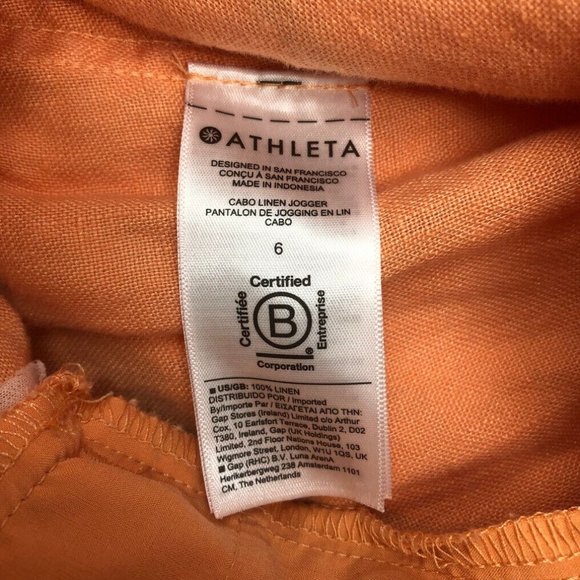 ATHLETA
DESIGNED IN SAN FRANCISCO
CONÇU À SAN FRANCISCO
MADE IN INDONESIA
CABO LINEN JOGGER
PANTALON DE JOGGING EN LIN
CABO
6
Certified
Certifiée
B
Entreprise
®
Corporation
■ US/GB: 100% LINEN
DISTRIBUIDO POR / Imported
By/Importe Par / ΕΙΣΑΓΕΤΑΙ ΑΠΟ ΤΗΝ:
Gap Stores (Ireland) Limited c/o Arthur
Cox, 10 Earlsfort Terrace, Dublin 2, D02
T380, Ireland, Gap (UK Holdings)
Limited, 2nd Floor Nations House, 103
Wigmore Street, London, W1U 1QS, UK
■ Gap (RHC) B.V. Luna ArenA
Herikerbergweg 238 Amsterdam 1101
CM, The Netherlands